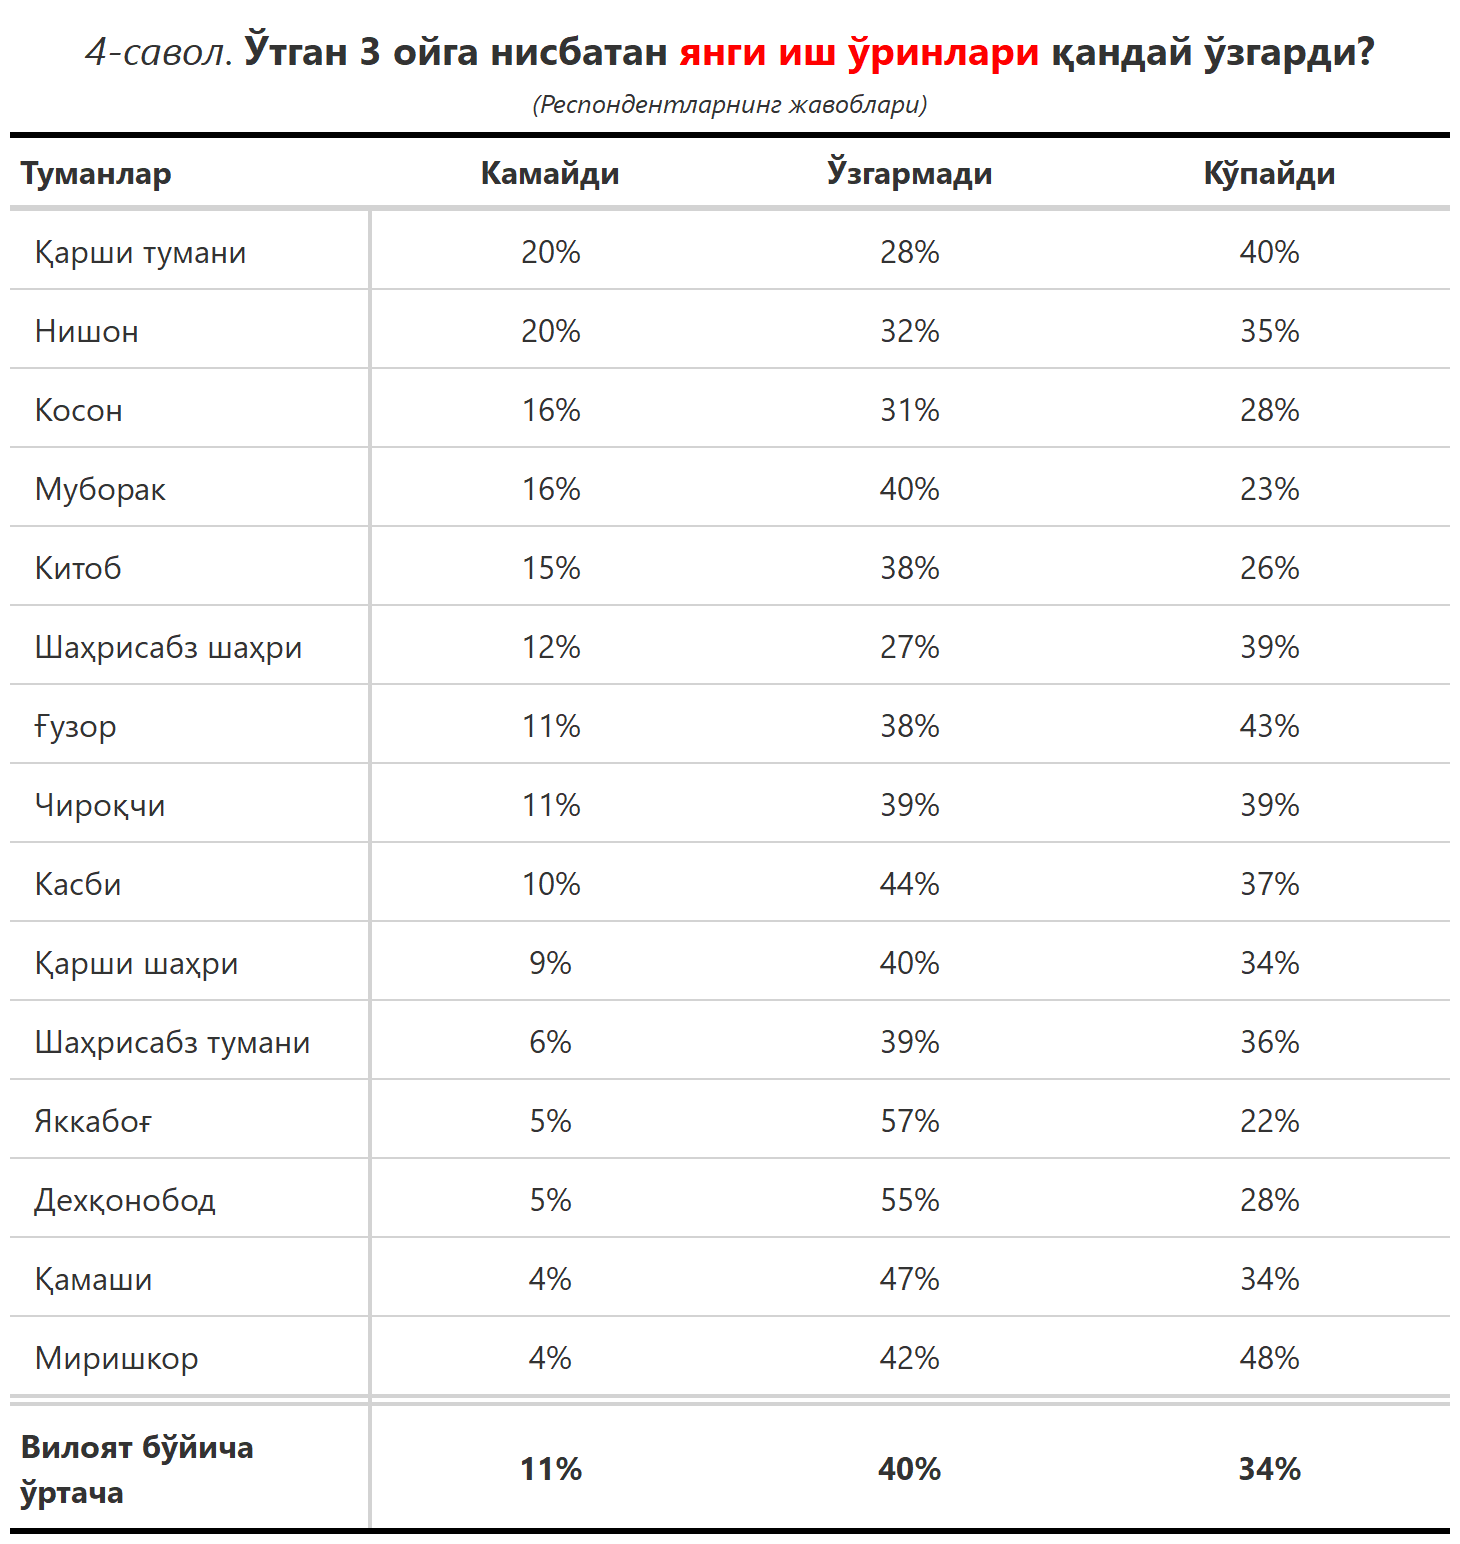 4-савол. Ўтган 3 ойга нисбатан янги иш ўринлари қандай ўзгарди?
(Респондентларнинг жавоблари)
Туманлар Камайди Ўзгармади Кўпайди
Қарши тумани 20% 28% 40%
Нишон 20% 32% 35%
Косон 16% 31% 28%
Муборак 16% 40% 23%
Китоб 15% 38% 26%
Шаҳрисабз шаҳри 12% 27% 39%
Ғузор 11% 38% 43%
Чироқчи 11% 39% 39%
Касби 10% 44% 37%
Қарши шаҳри 9% 40% 34%
Шаҳрисабз тумани 6% 39% 36%
Яккабоғ 5% 57% 22%
Дехқонобод 5% 55% 28%
Қамаши 4% 47% 34%
Миришкор 4% 42% 48%
Вилоят бўйича
ўртача 11% 40% 34%